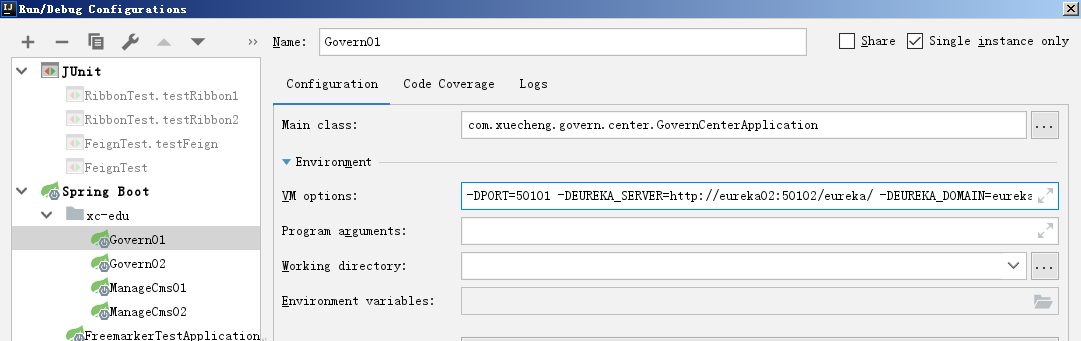 Run/Debug Configurations
Name: Govern01
Share
Single instance only
JUnit
RibbonTest.testRibbon1
RibbonTest.testRibbon2
FeignTest.testFeign
FeignTest
Spring Boot
xc-edu
Govern01
Govern02
ManageCms01
ManageCms02
FreemarkerTestApplication
Configuration
Code Coverage
Logs
Main class: com.xuecheng.govern.center.GovernCenterApplication
...
Environment
VM options: -DPORT=50101 -DEUREKA_SERVER=http://eureka02:50102/eureka/ -DEUREKA_DOMAIN=eureka
Program arguments:
Working directory:
...
Environment variables: